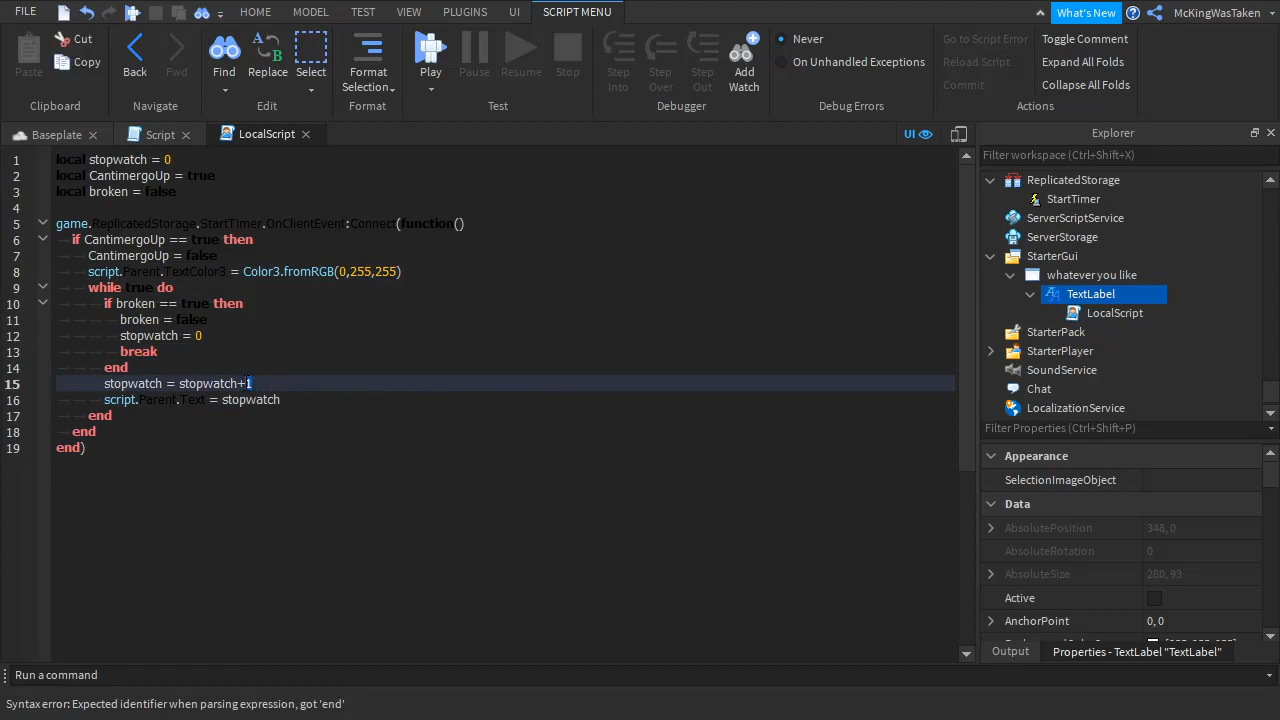 FILE HOME MODEL TEST VIEW PLUGINS UI SCRIPT MENU What's New McKingWasTaken
Paste Cut Copy Back Fwd Find Replace Select Format Selection Play Pause Resume Stop Step Into Step Over Step Out Add Watch Never On Unhandled Exceptions Go to Script Error Reload Script Commit Toggle Comment Expand All Folds Collapse All Folds
Clipboard Navigate Edit Format Test Debugger Debug Errors Actions
Baseplate Script LocalScript UI
1 local stopwatch = 0
2 local CantimergoUp = true
3 local broken = false
4
5 game.ReplicatedStorage.StartTimer.OnClientEvent:Connect(function()
6 if CantimergoUp == true then
7 CantimergoUp = false
8 script.Parent.TextColor3 = Color3.fromRGB(0,255,255)
9 while true do
10 if broken == true then
11 broken = false
12 stopwatch = 0
13 break
14 end
15 stopwatch = stopwatch+1
16 script.Parent.Text = stopwatch
17 end
18 end
19 end)
Explorer
Filter workspace (Ctrl+Shift+X)
ReplicatedStorage
StartTimer
ServerScriptService
ServerStorage
StarterGui
whatever you like
TextLabel
LocalScript
StarterPack
StarterPlayer
SoundService
Chat
LocalizationService
Filter Properties (Ctrl+Shift+P)
Appearance
SelectionImageObject
Data
AbsolutePosition 348, 0
AbsoluteRotation 0
AbsoluteSize 280, 93
Active
AnchorPoint 0, 0
Output Properties - TextLabel "TextLabel"
Run a command
Syntax error: Expected identifier when parsing expression, got 'end'